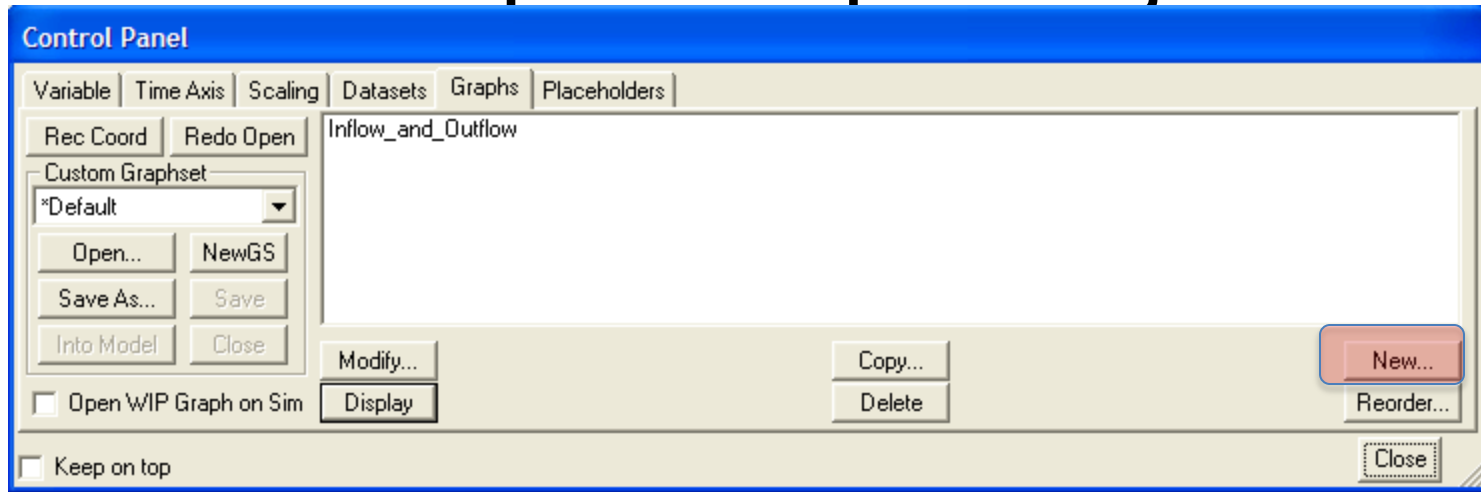 Control Panel
Variable Time Axis Scaling Datasets Graphs Placeholders
Rec Coord Redo Open Inflow_and_Outflow
Custom Graphset
*Default
Open... NewGS
Save As... Save
Into Model Close
Modify... Copy... New...
Open WIP Graph on Sim Display Delete Reorder...
Keep on top Close